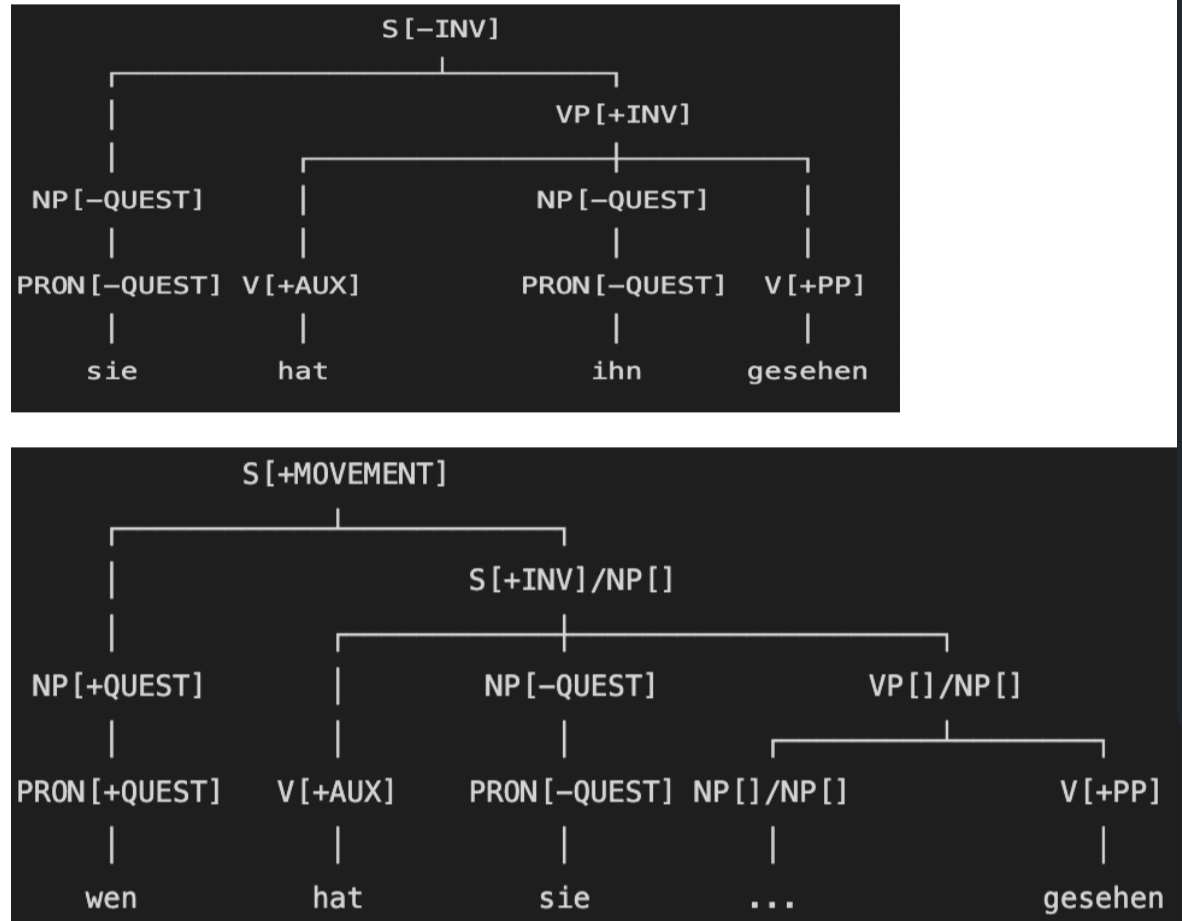 S[-INV]
VP[+INV]
NP[-QUEST] NP[-QUEST]
PRON[-QUEST] V[+AUX] PRON[-QUEST] V[+PP]
sie hat ihn gesehen
S[+MOVEMENT]
S[+INV]/NP[]
NP[+QUEST] NP[-QUEST] VP[]/NP[]
PRON[+QUEST] V[+AUX] PRON[-QUEST] NP[]/NP[] V[+PP]
wen hat sie ... gesehen